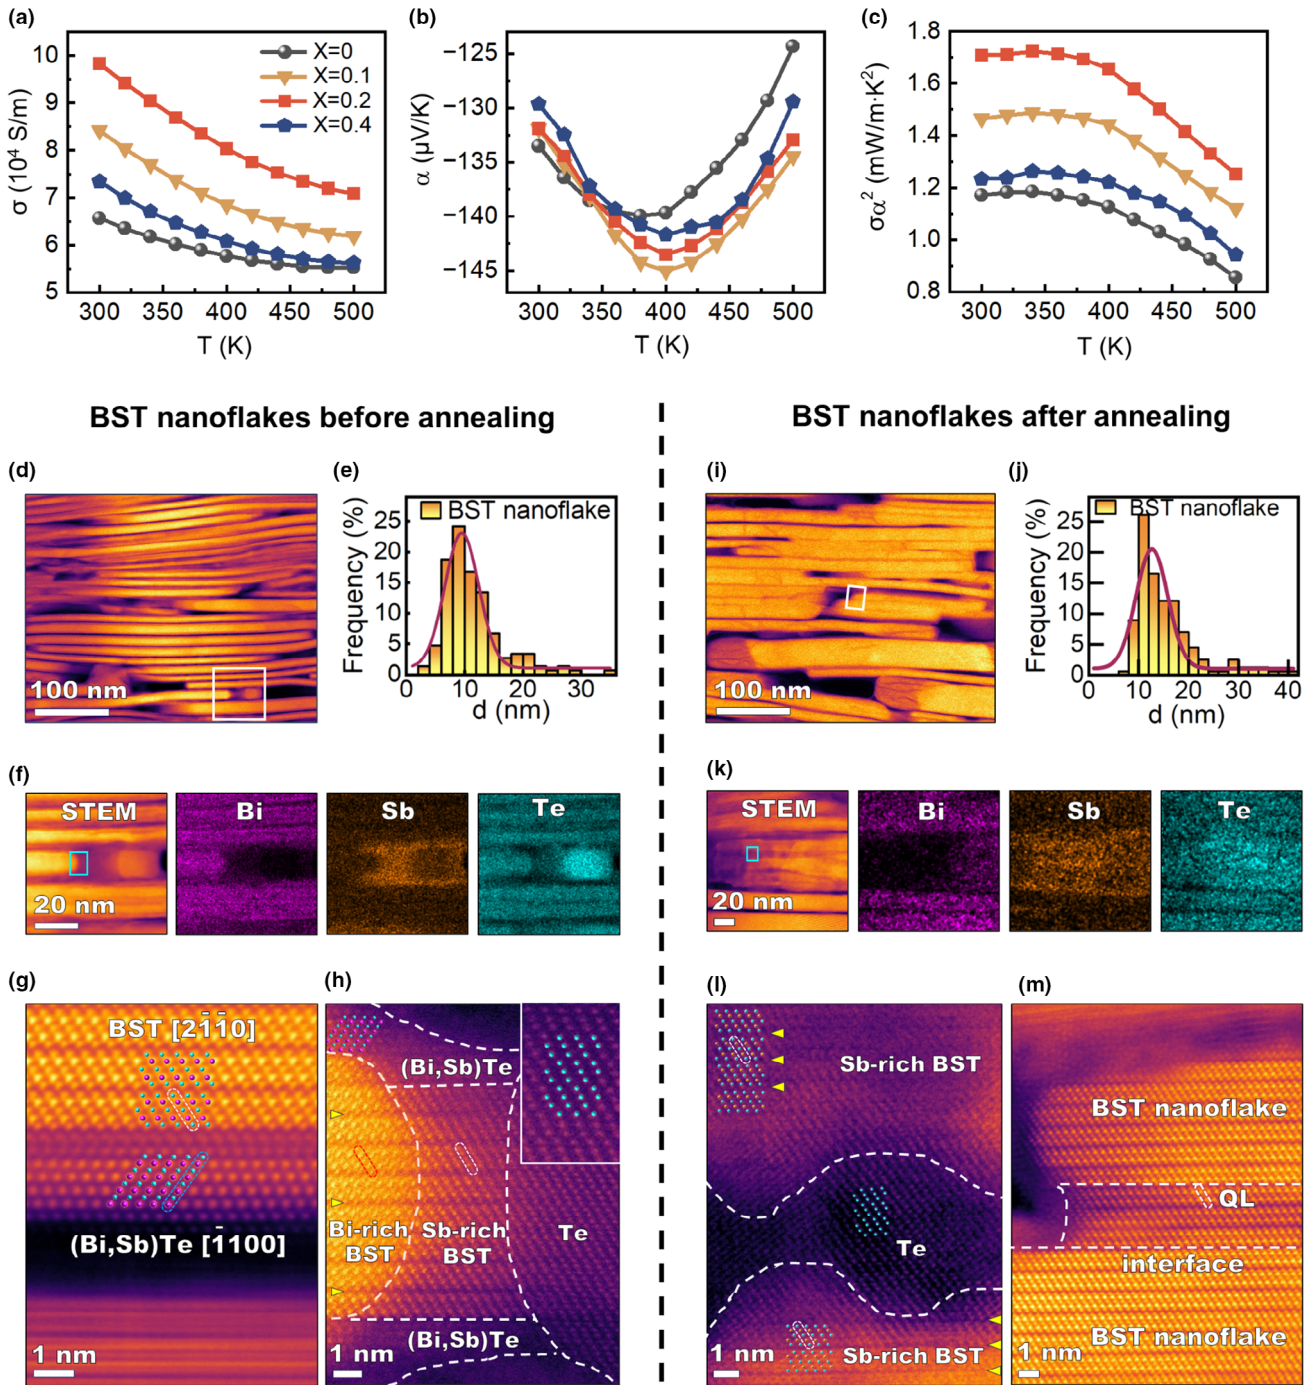 (a)
(b)
(c)
σ (10⁴ S/m)
10
9
8
7
6
5
X=0
X=0.1
X=0.2
X=0.4
300
350
400
450
500
T (K)
α (μV/K)
−125
−130
−135
−140
−145
300
350
400
450
500
T (K)
σα² (mW/m·K²)
1.8
1.6
1.4
1.2
1.0
0.8
300
350
400
450
500
T (K)
BST nanoflakes before annealing
BST nanoflakes after annealing
(d)
100 nm
(e)
Frequency (%)
25
20
15
10
5
0
BST nanoflake
0
10
20
30
d (nm)
(i)
100 nm
(j)
Frequency (%)
25
20
15
10
5
0
BST nanoflake
0
10
20
30
40
d (nm)
(f)
STEM
20 nm
Bi
Sb
Te
(k)
STEM
20 nm
Bi
Sb
Te
(g)
BST [21̄1̄0]
(Bi,Sb)Te [1̄100]
1 nm
(h)
(Bi,Sb)Te
Bi-rich
BST
Sb-rich
BST
Te
(Bi,Sb)Te
1 nm
(l)
Sb-rich BST
Te
Sb-rich BST
1 nm
(m)
BST nanoflake
QL
interface
BST nanoflake
1 nm